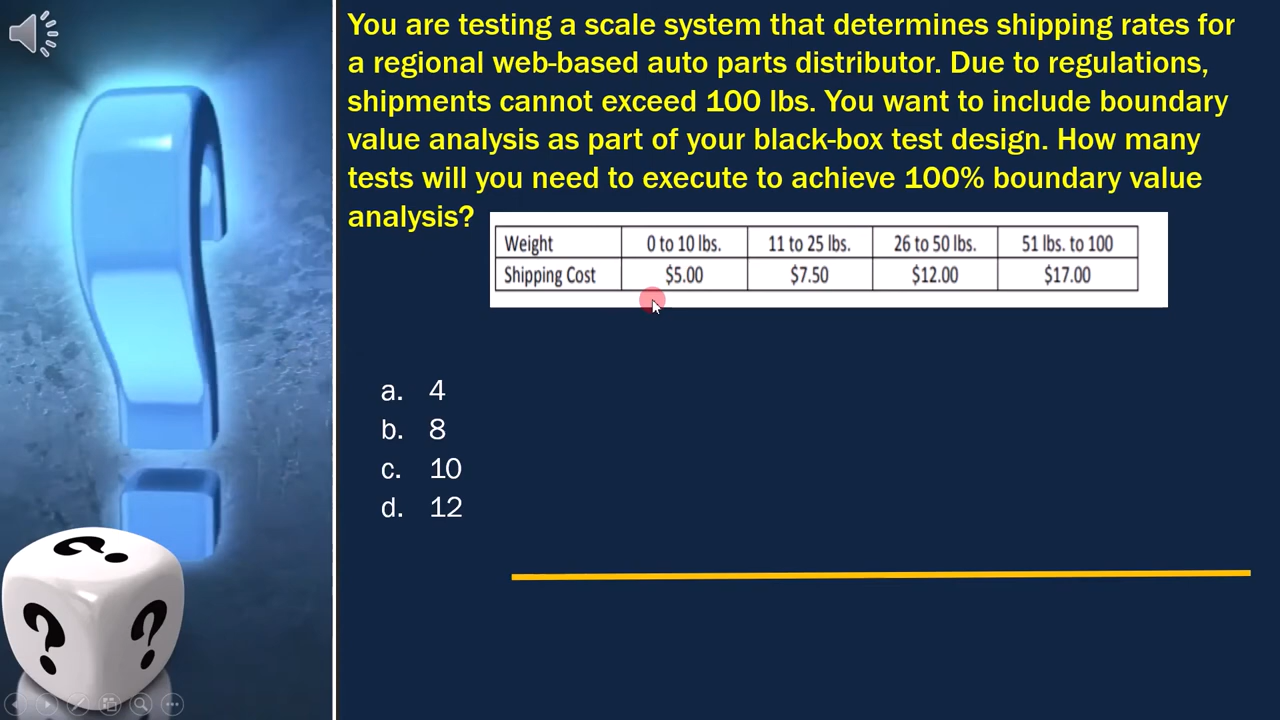 You are testing a scale system that determines shipping rates for
a regional web-based auto parts distributor. Due to regulations,
shipments cannot exceed 100 lbs. You want to include boundary
value analysis as part of your black-box test design. How many
tests will you need to execute to achieve 100% boundary value
analysis?
Weight 0 to 10 lbs. 11 to 25 lbs. 26 to 50 lbs. 51 lbs. to 100
Shipping Cost $5.00 $7.50 $12.00 $17.00
a. 4
b. 8
c. 10
d. 12
? ? ?